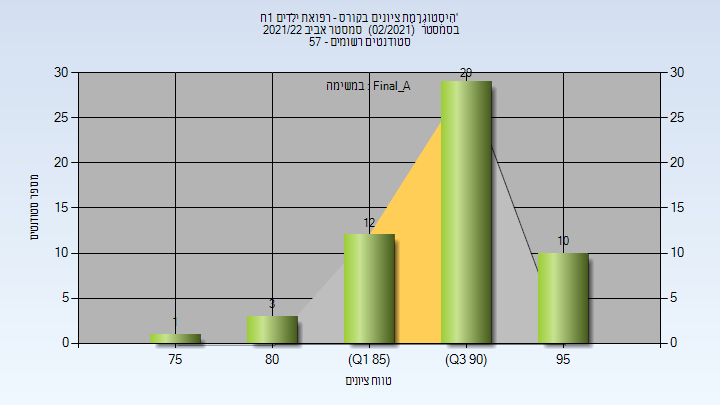 היסטוגרמת ציונים בקורס - רפואת ילדים 1ח'
בסמסטר (02/2021) סמסטר אביב 2021/22
סטודנטים רשומים - 57
במשימה : Final_A
30 30
25 25
20 20
15 15
10 10
5 5
0 0
1
3
12
29
10
75 80 (Q1 85) (Q3 90) 95
מספר סטודנטים
טווח ציונים